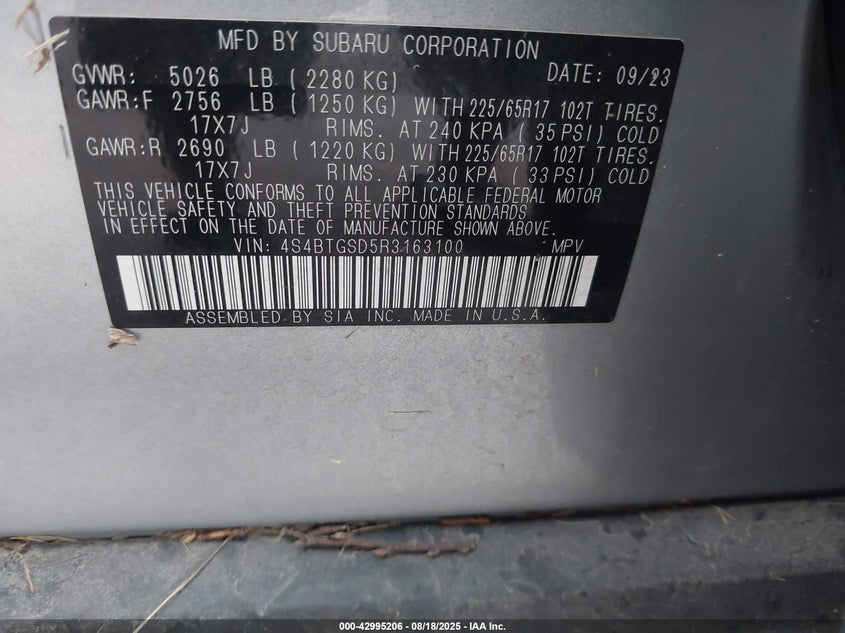 MFD BY SUBARU CORPORATION
GVWR: 5026 LB ( 2280 KG) DATE: 09/23
GAWR:F 2756 LB ( 1250 KG) WITH 225/65R17 102T TIRES.
17X7J RIMS. AT 240 KPA ( 35 PSI) COLD
GAWR:R 2690 LB ( 1220 KG) WITH 225/65R17 102T TIRES.
17X7J RIMS. AT 230 KPA ( 33 PSI) COLD
THIS VEHICLE CONFORMS TO ALL APPLICABLE FEDERAL MOTOR
VEHICLE SAFETY AND THEFT PREVENTION STANDARDS
IN EFFECT ON THE DATE OF MANUFACTURE SHOWN ABOVE.
VIN: 4S4BTGSD5R3163100 MPV
ASSEMBLED BY SIA INC. MADE IN U.S.A.
000-42995206 - 08/18/2025 - IAA Inc.